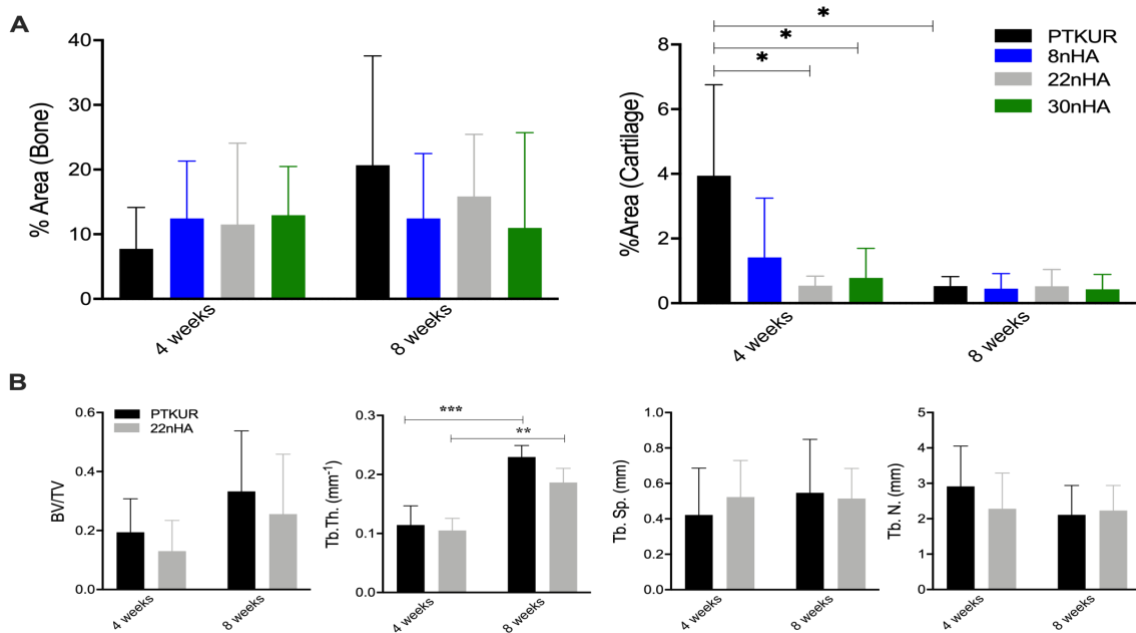 A
% Area (Bone)
40
30
20
10
0
4 weeks
8 weeks
%Area (Cartilage)
8
6
4
2
0
*
*
*
4 weeks
8 weeks
PTKUR
8nHA
22nHA
30nHA
B
BV/TV
0.6
0.4
0.2
0.0
PTKUR
22nHA
4 weeks
8 weeks
Tb.Th. (mm⁻¹)
0.3
0.2
0.1
0.0
***
**
4 weeks
8 weeks
Tb. Sp. (mm)
1.0
0.8
0.6
0.4
0.2
0.0
4 weeks
8 weeks
Tb. N. (mm)
5
4
3
2
1
0
4 weeks
8 weeks